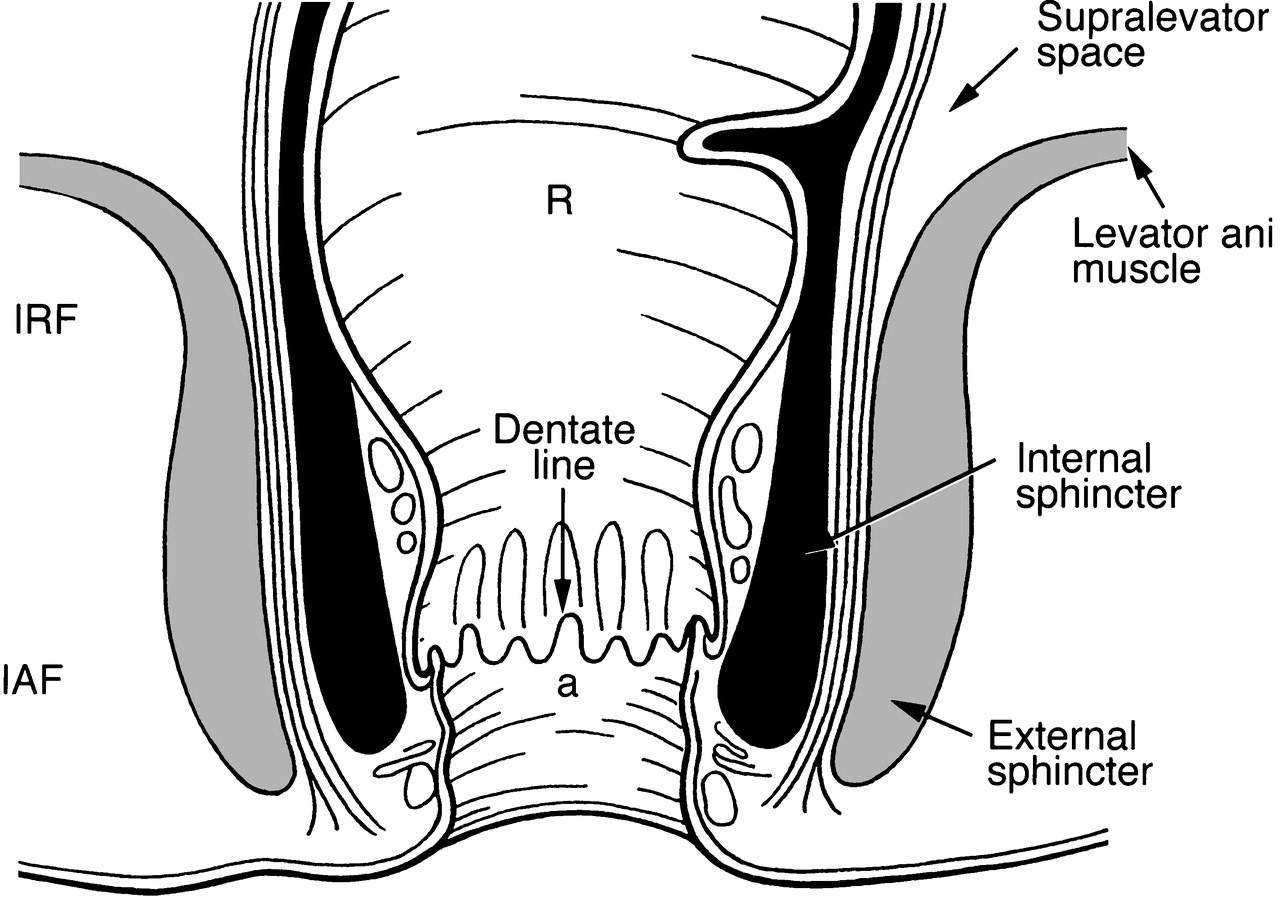 Supralevator
space
R
Levator ani
muscle
IRF
Dentate
line
Internal
sphincter
IAF
a
External
sphincter